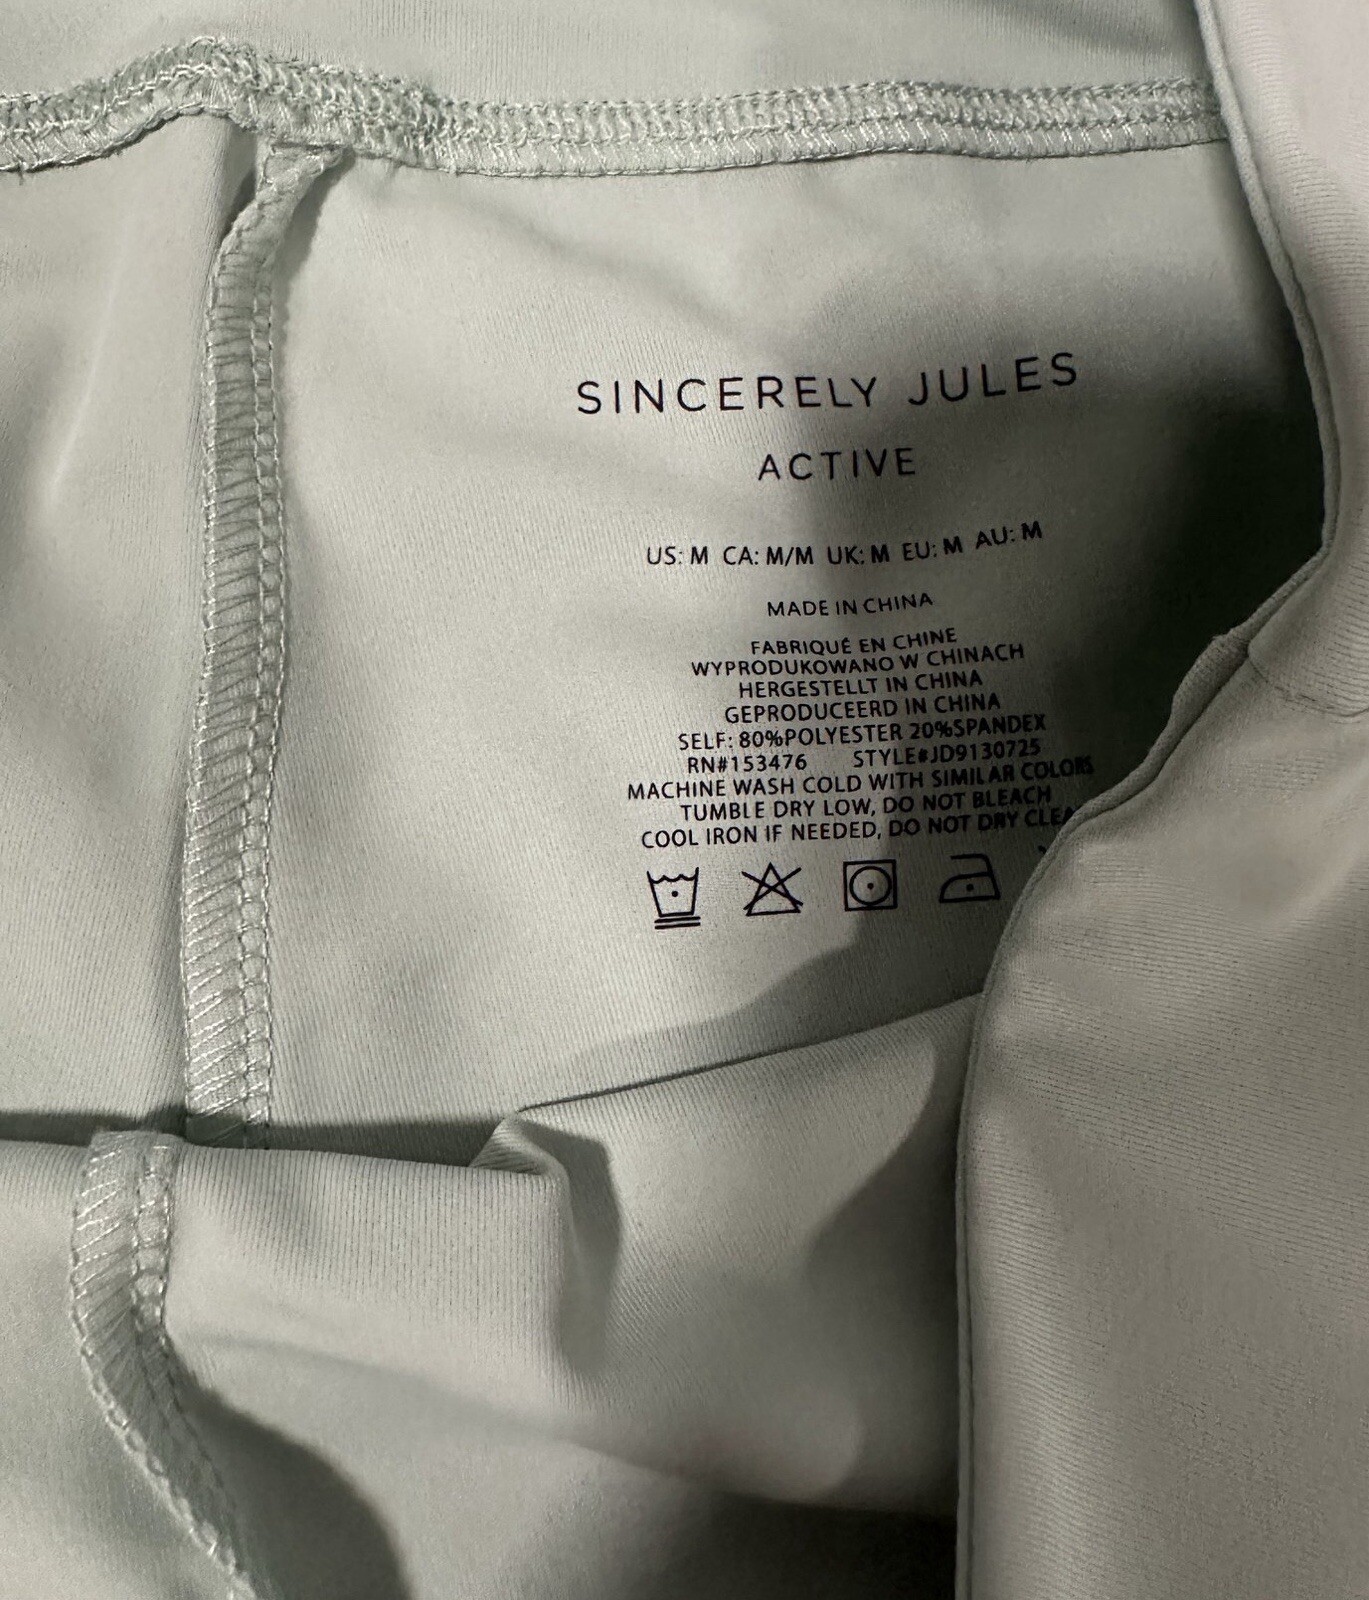 SINCERELY JULES
ACTIVE
US: M CA: M/M UK: M EU: M AU: M
MADE IN CHINA
FABRIQUÉ EN CHINE
WYPRODUKOWANO W CHINACH
HERGESTELLT IN CHINA
GEPRODUCEERD IN CHINA
SELF: 80%POLYESTER 20%SPANDEX
RN#153476 STYLE#JD9130725
MACHINE WASH COLD WITH SIMILAR COLORS
TUMBLE DRY LOW, DO NOT BLEACH
COOL IRON IF NEEDED, DO NOT DRY CLEA